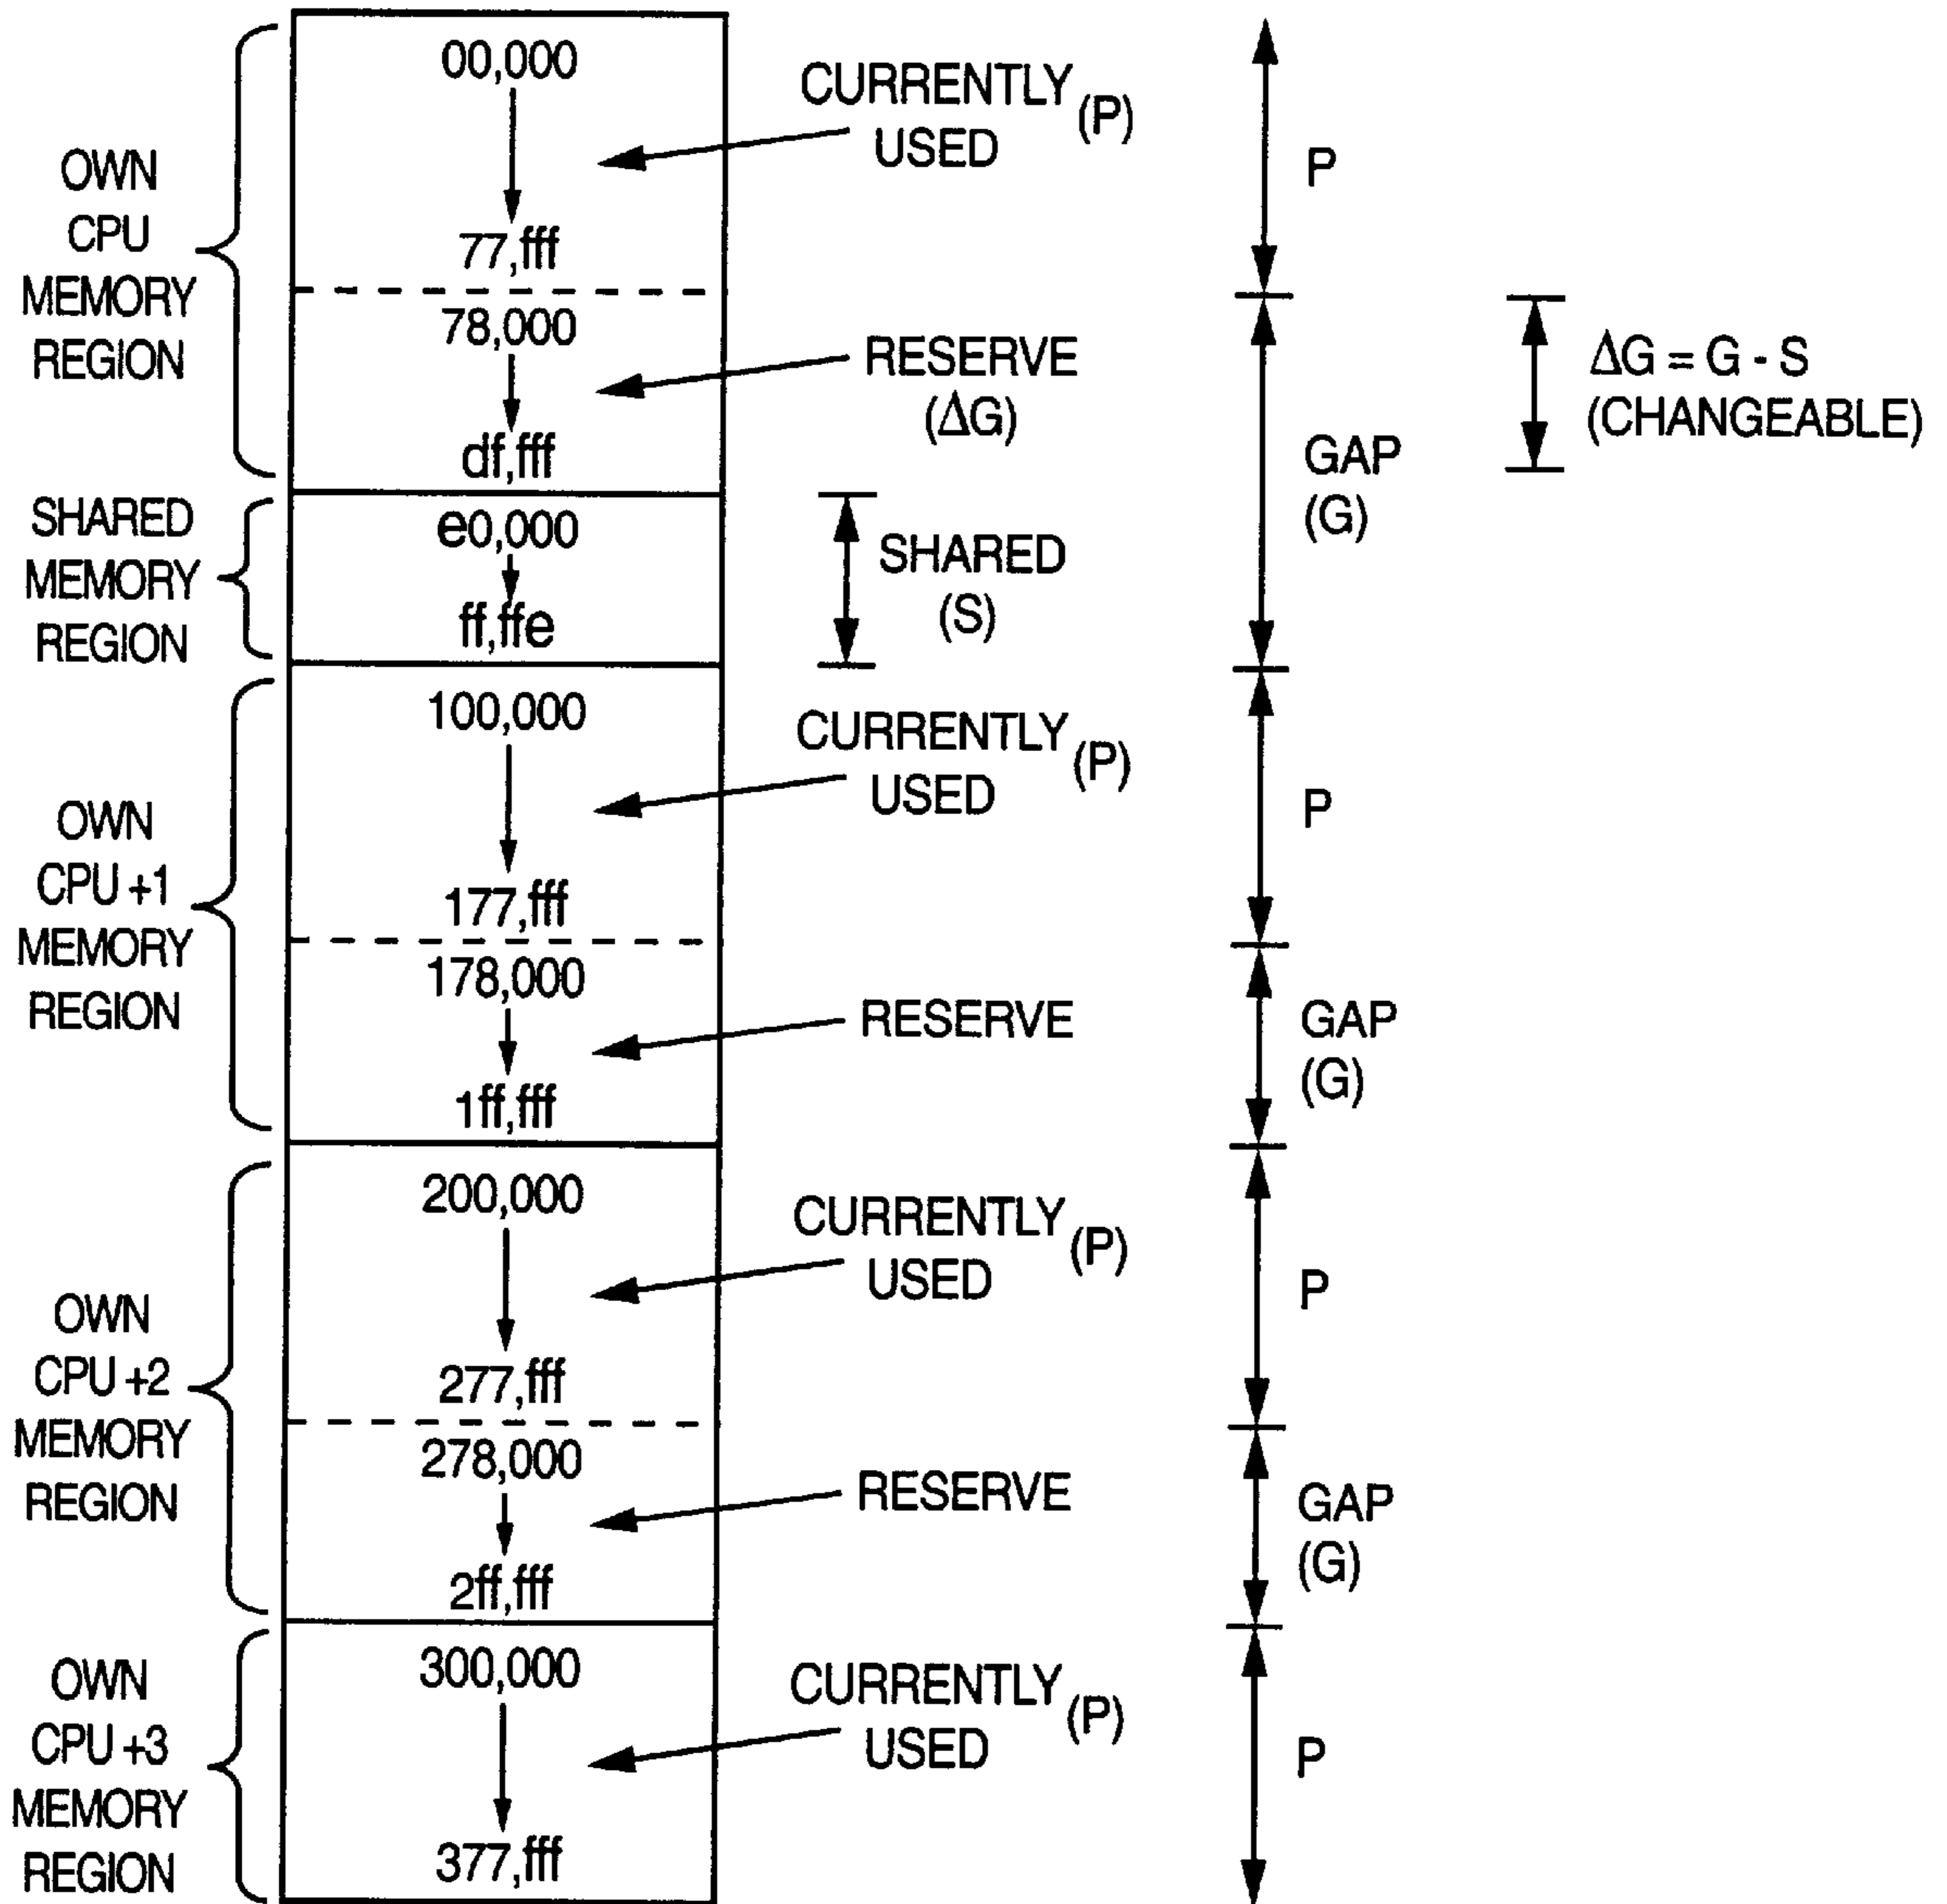 OWN
CPU
MEMORY
REGION
00,000
77,fff
CURRENTLY (P)
USED
P
78,000
df,fff
RESERVE
(ΔG)
GAP
(G)
ΔG = G - S
(CHANGEABLE)
SHARED
MEMORY
REGION
e0,000
ff,ffe
SHARED
(S)
OWN
CPU +1
MEMORY
REGION
100,000
177,fff
CURRENTLY (P)
USED
P
178,000
1ff,fff
RESERVE
GAP
(G)
OWN
CPU +2
MEMORY
REGION
200,000
277,fff
CURRENTLY (P)
USED
P
278,000
2ff,fff
RESERVE
GAP
(G)
OWN
CPU +3
MEMORY
REGION
300,000
377,fff
CURRENTLY (P)
USED
P